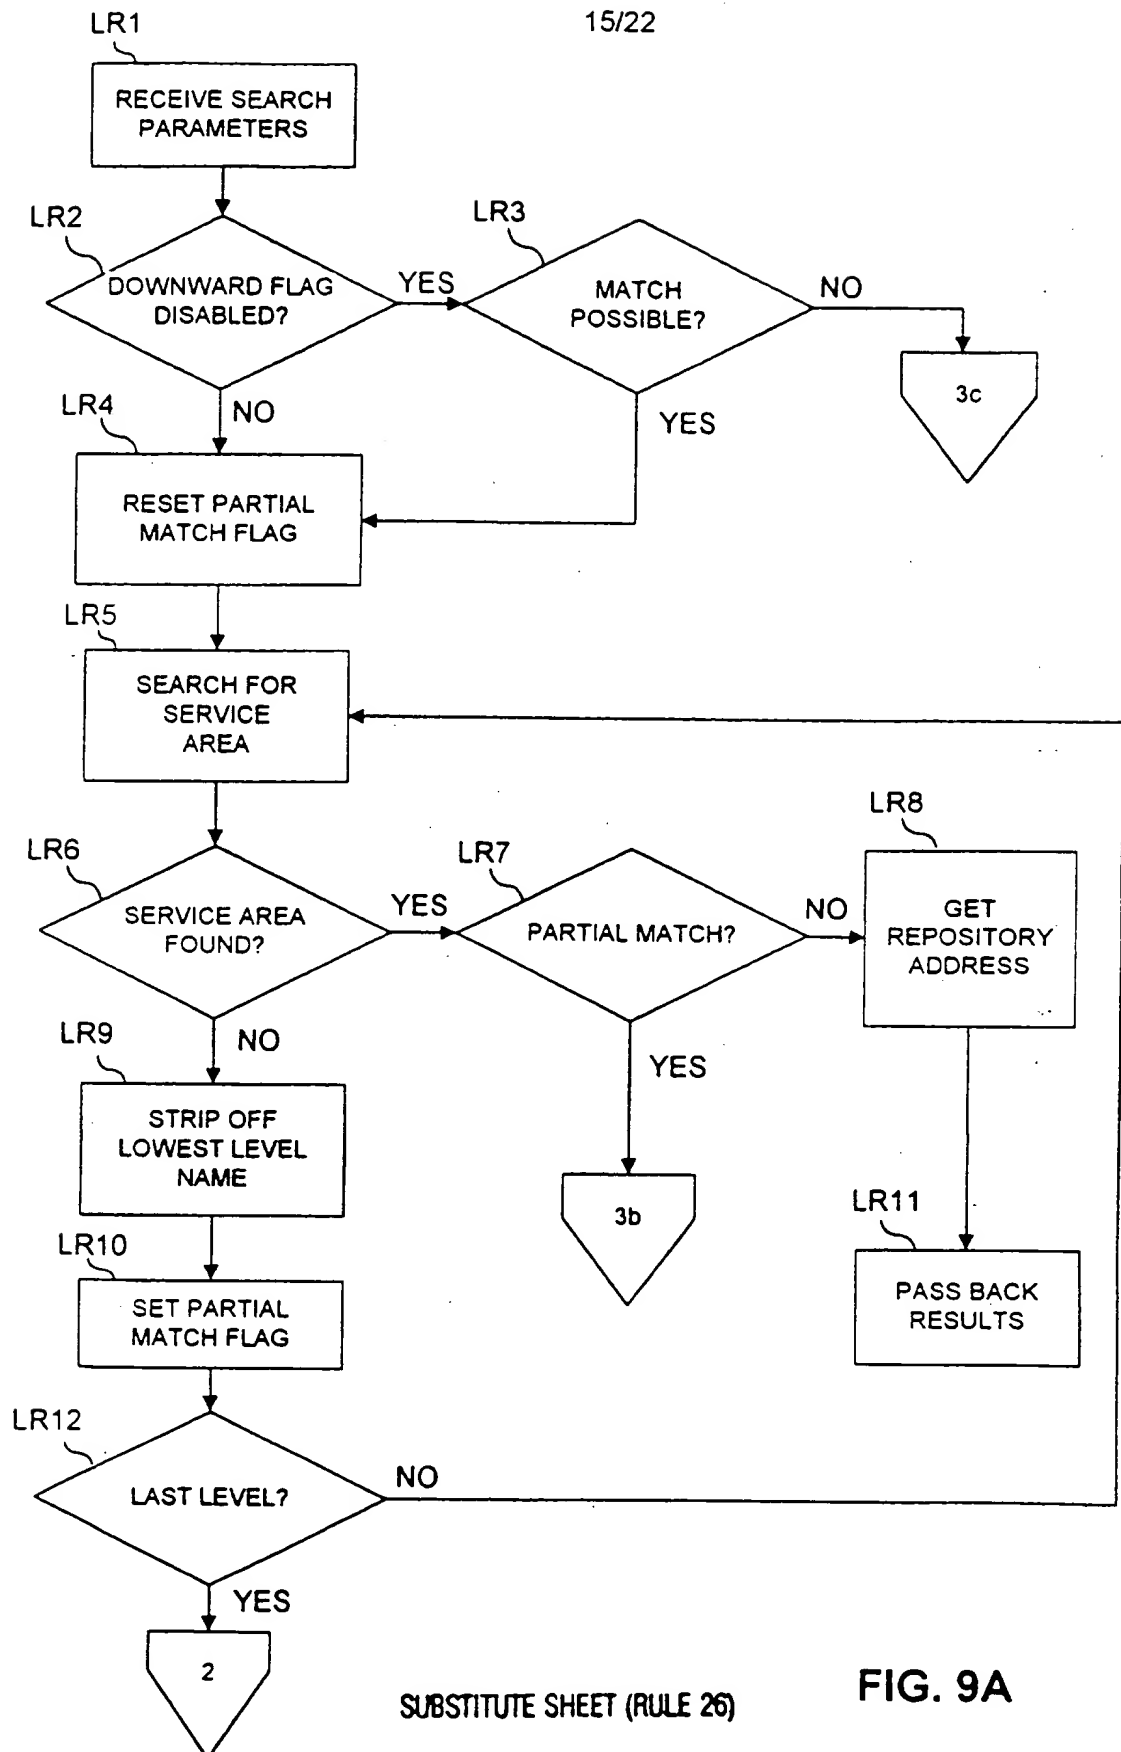 15/22
LR1
RECEIVE SEARCH
PARAMETERS
LR2
DOWNWARD FLAG
DISABLED?
YES
LR3
MATCH
POSSIBLE?
NO
3c
NO
YES
LR4
RESET PARTIAL
MATCH FLAG
LR5
SEARCH FOR
SERVICE
AREA
LR6
SERVICE AREA
FOUND?
YES
LR7
PARTIAL MATCH?
NO
LR8
GET
REPOSITORY
ADDRESS
NO
YES
LR9
STRIP OFF
LOWEST LEVEL
NAME
3b
LR11
PASS BACK
RESULTS
LR10
SET PARTIAL
MATCH FLAG
LR12
LAST LEVEL?
NO
YES
2
SUBSTITUTE SHEET (RULE 26)
FIG. 9A